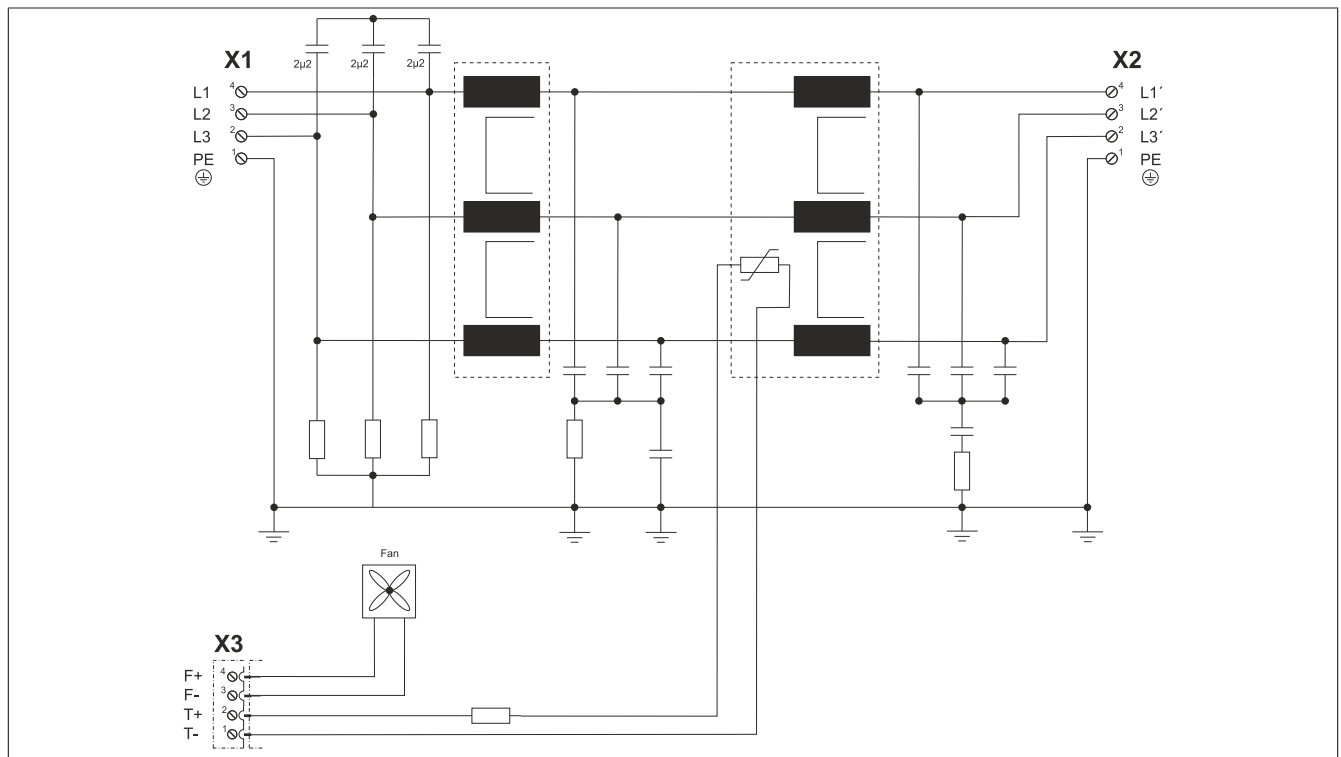 2µ2 2µ2 2µ2
X1
L1 4
L2 3
L3 2
PE 1
X2
4 L1´
3 L2´
2 L3´
1 PE
Fan
X3
F+ 4
F- 3
T+ 2
T- 1